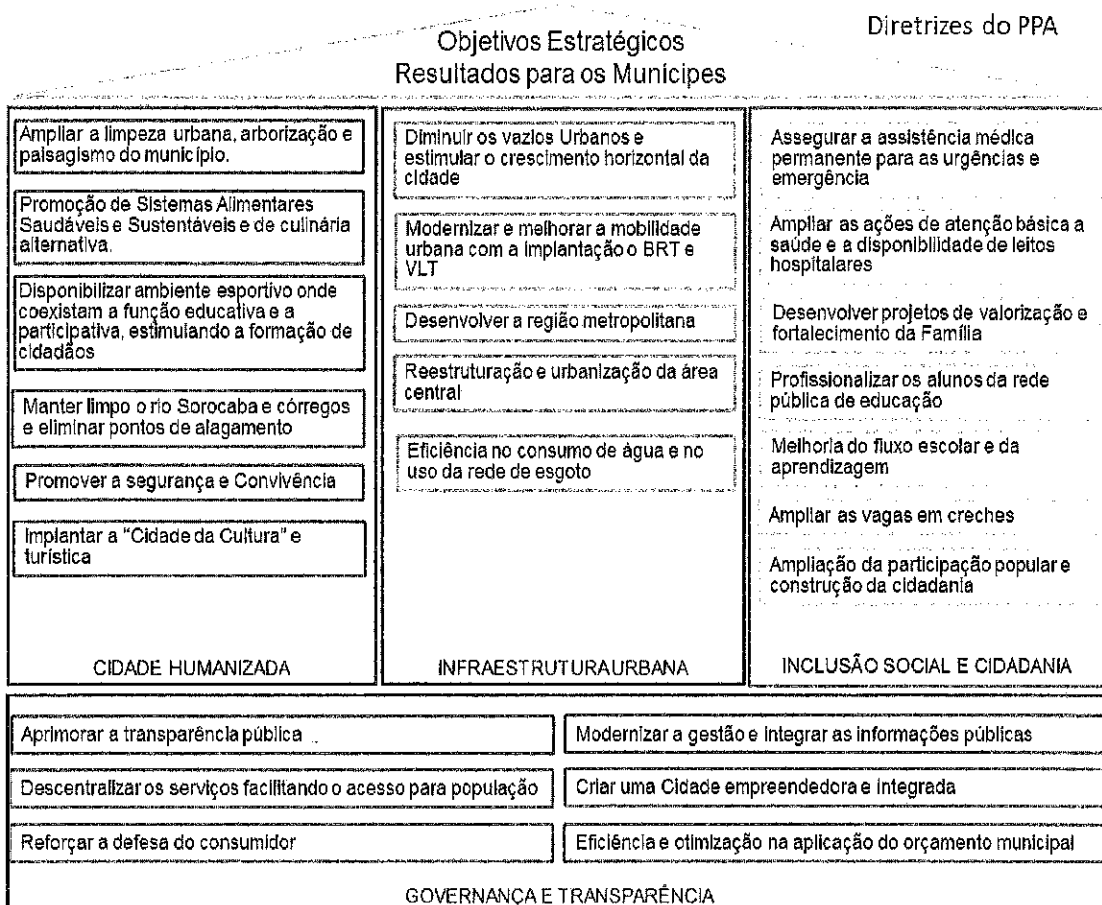 Diretrizes do PPA
Objetivos Estratégicos
Resultados para os Munícipes
Ampliar a limpeza urbana, arborização e
paisagismo do município.
Promoção de Sistemas Alimentares
Saudáveis e Sustentáveis e de culinária
alternativa.
Disponibilizar ambiente esportivo onde
coexistam a função educativa e a
participativa, estimulando a formação de
cidadãos
Manter limpo o rio Sorocaba e córregos
e eliminar pontos de alagamento
Promover a segurança e Convivência
Implantar a "Cidade da Cultura" e
turística
CIDADE HUMANIZADA
Diminuir os vazios Urbanos e
estimular o crescimento horizontal da
cidade
Modernizar e melhorar a mobilidade
urbana com a implantação o BRT e
VLT
Desenvolver a região metropolitana
Reestruturação e urbanização da área
central
Eficiência no consumo de água e no
uso da rede de esgoto
INFRAESTRUTURAURBANA
Assegurar a assistência médica
permanente para as urgências e
emergência
Ampliar as ações de atenção básica a
saúde e a disponibilidade de leitos
hospitalares
Desenvolver projetos de valorização e
fortalecimento da Família
Profissionalizar os alunos da rede
pública de educação
Melhoria do fluxo escolar e da
aprendizagem
Ampliar as vagas em creches
Ampliação da participação popular e
construção da cidadania
INCLUSÃO SOCIAL E CIDADANIA
Aprimorar a transparência pública
Modernizar a gestão e integrar as informações públicas
Descentralizar os serviços facilitando o acesso para população
Criar uma Cidade empreendedora e integrada
Reforçar a defesa do consumidor
Eficiência e otimização na aplicação do orçamento municipal
GOVERNANÇA E TRANSPARÊNCIA